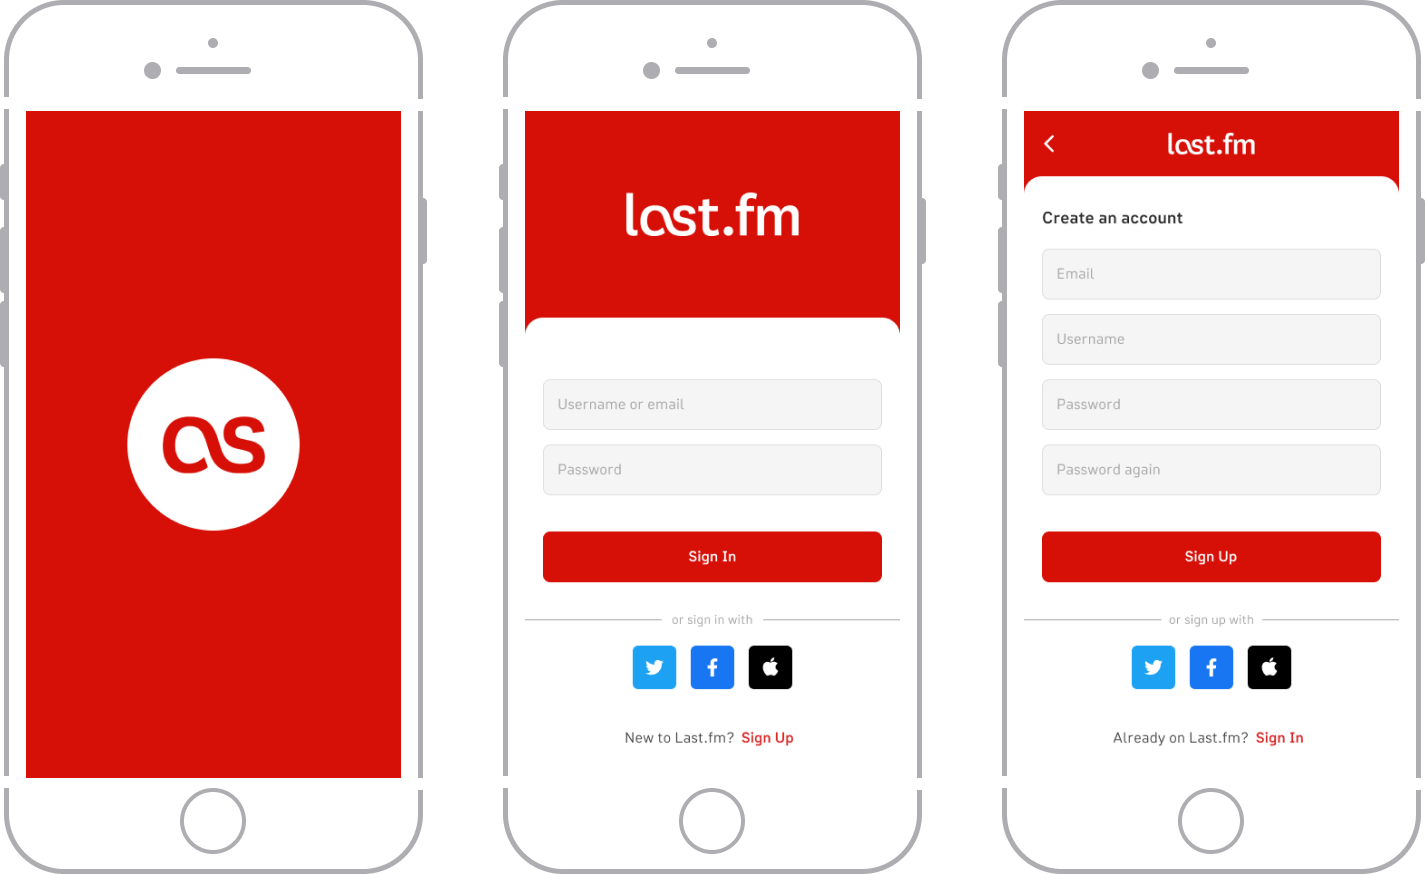 as
last.fm
Username or email
Password
Sign In
or sign in with
New to Last.fm? Sign Up
last.fm
Create an account
Email
Username
Password
Password again
Sign Up
or sign up with
Already on Last.fm? Sign In